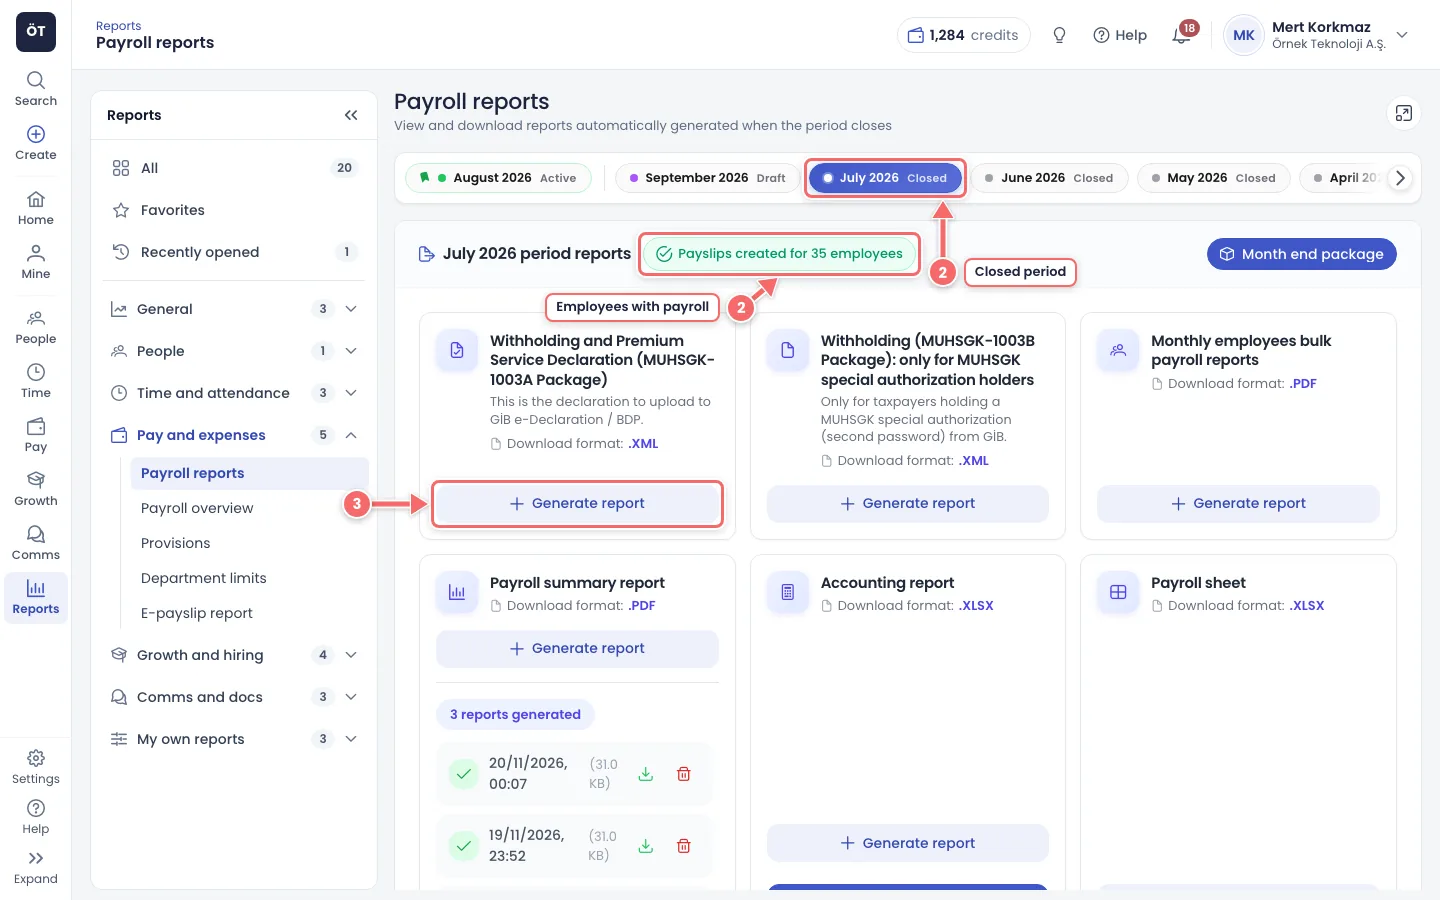 ÖT
Search
Create
Home
Mine
People
Time
Pay
Growth
Comms
Reports
Settings
Help
Expand
Reports
Payroll reports
1,284 credits
Help
18
MK
Mert Korkmaz
Örnek Teknoloji A.Ş.
Reports
All 20
Favorites
Recently opened 1
General 3
People 1
Time and attendance 3
Pay and expenses 5
Payroll reports
Payroll overview
Provisions
Department limits
E-payslip report
Growth and hiring 4
Comms and docs 3
My own reports 3
Payroll reports
View and download reports automatically generated when the period closes
August 2026 Active
September 2026 Draft
July 2026 Closed
June 2026 Closed
May 2026 Closed
April 202
July 2026 period reports
Payslips created for 35 employees
2
Closed period
Month end package
Employees with payroll
2
Withholding and Premium
Service Declaration (MUHSGK-
1003A Package)
This is the declaration to upload to
GİB e-Declaration / BDP.
Download format: .XML
3
Generate report
Withholding (MUHSGK-1003B
Package): only for MUHSGK
special authorization holders
Only for taxpayers holding a
MUHSGK special authorization
(second password) from GİB.
Download format: .XML
Generate report
Monthly employees bulk
payroll reports
Download format: .PDF
Generate report
Payroll summary report
Download format: .PDF
Generate report
3 reports generated
20/11/2026,
00:07
(31.0
KB)
19/11/2026,
23:52
(31.0
KB)
Accounting report
Download format: .XLSX
Generate report
Payroll sheet
Download format: .XLSX